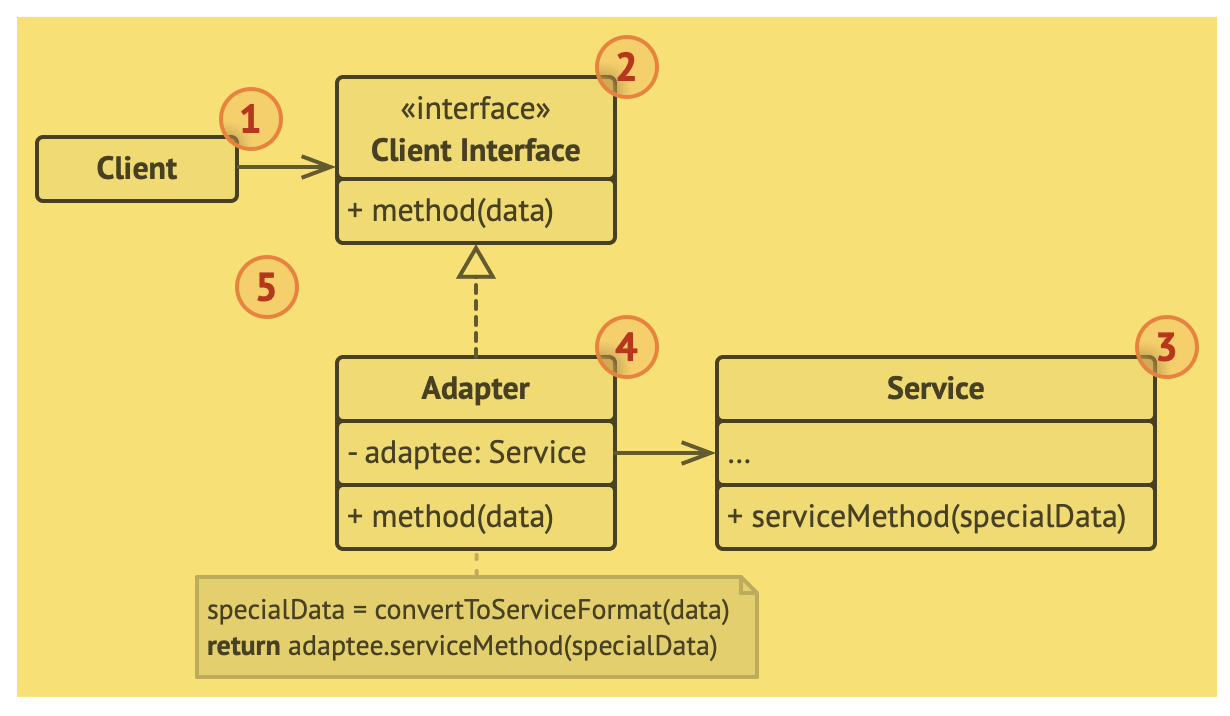 1
2
Client
«interface»
Client Interface
+ method(data)
5
4
3
Adapter
- adaptee: Service
+ method(data)
Service
...
+ serviceMethod(specialData)
specialData = convertToServiceFormat(data)
return adaptee.serviceMethod(specialData)